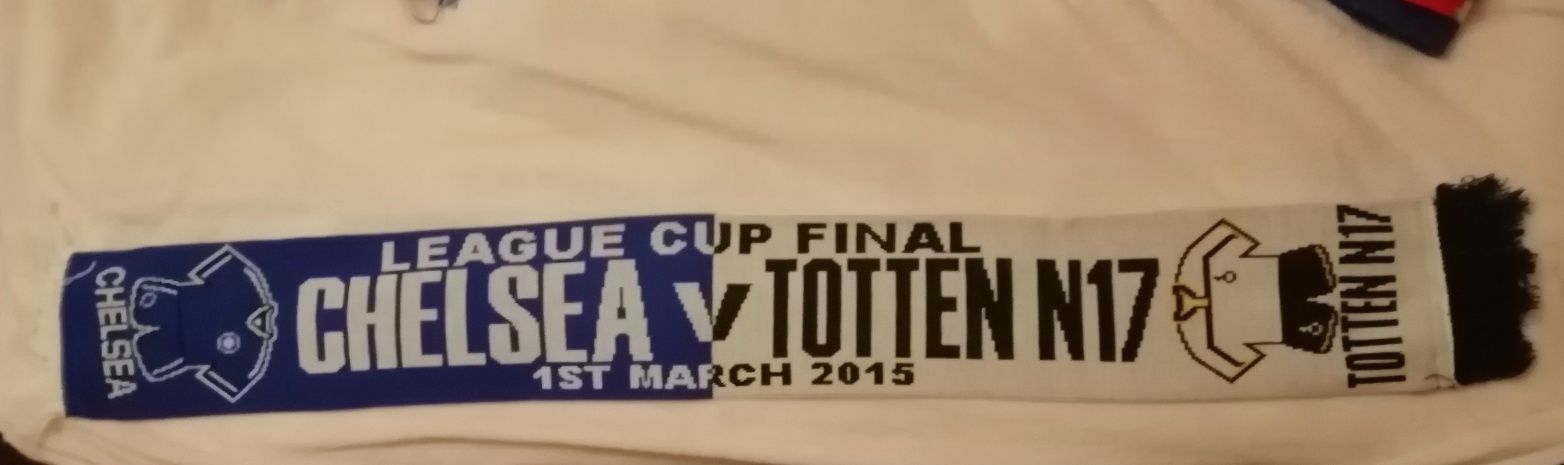 CHELSEA
LEAGUE CUP FINAL
CHELSEA V TOTTEN N17
1ST MARCH 2015
TOTTEN N17